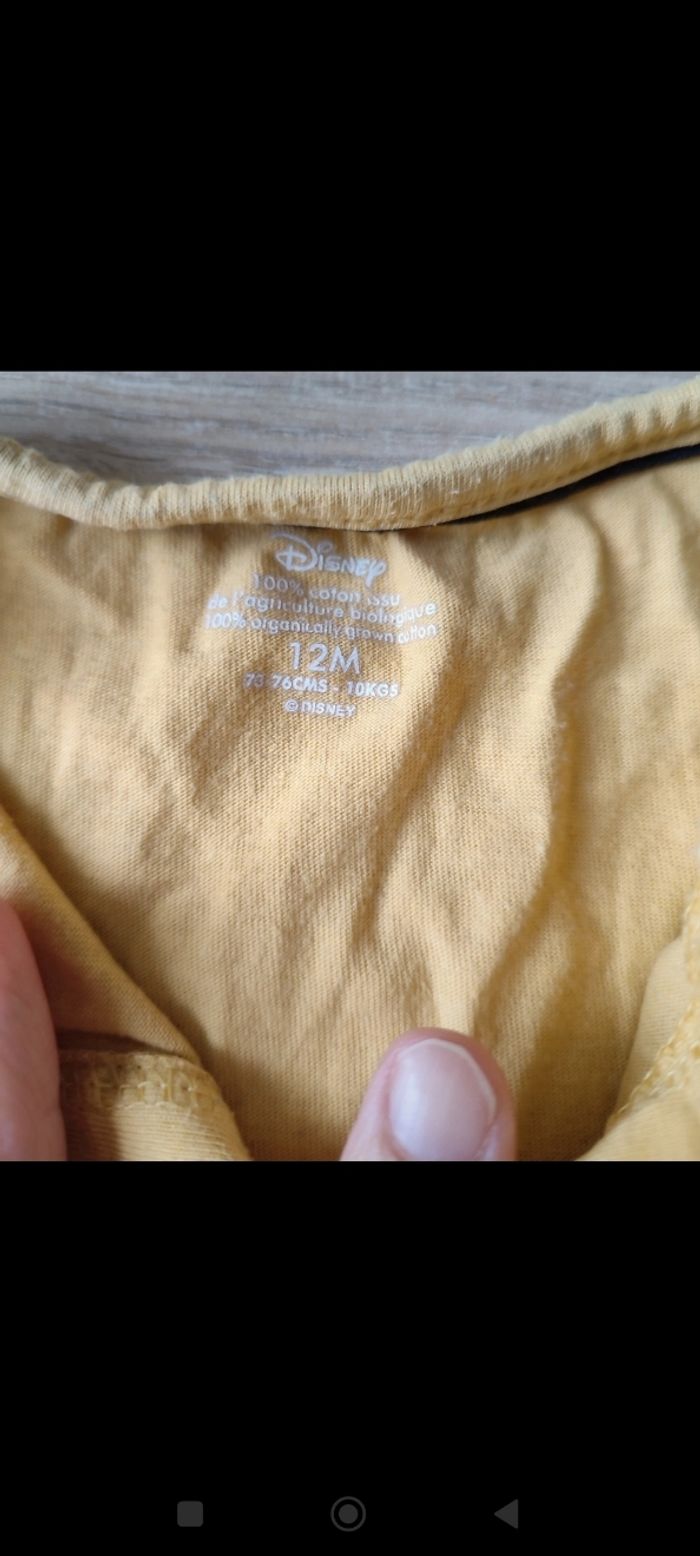 Disney
100% coton issu
de l'agriculture biologique
100% organically grown cotton
12M
73-76CMS - 10KGS
© DISNEY